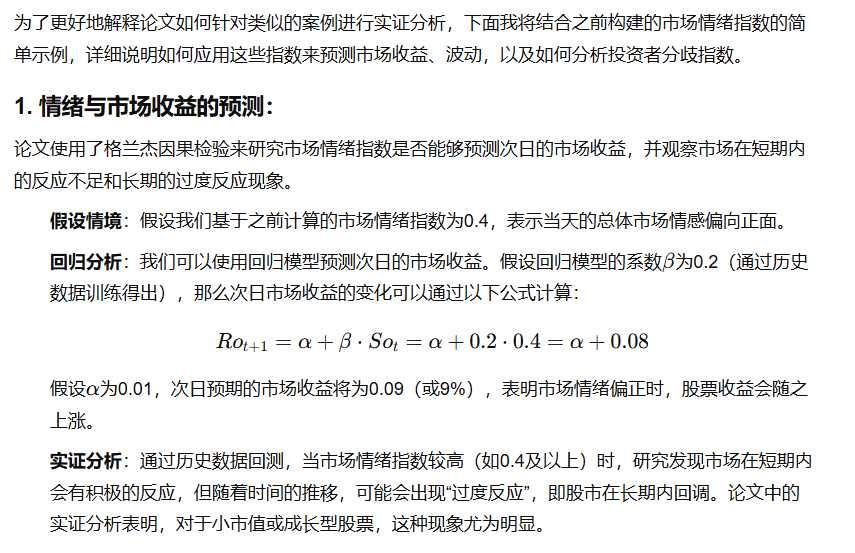 为了更好地解释论文如何针对类似的案例进行实证分析，下面我将结合之前构建的市场情绪指数的简
单示例，详细说明如何应用这些指数来预测市场收益、波动，以及如何分析投资者分歧指数。
1. 情绪与市场收益的预测：
论文使用了格兰杰因果检验来研究市场情绪指数是否能够预测次日的市场收益，并观察市场在短期内
的反应不足和长期的过度反应现象。
假设情境：假设我们基于之前计算的市场情绪指数为0.4，表示当天的总体市场情感偏向正面。
回归分析：我们可以使用回归模型预测次日的市场收益。假设回归模型的系数β为0.2（通过历史
数据训练得出），那么次日市场收益的变化可以通过以下公式计算：
Ro_{t+1} = α + β · So_t = α + 0.2 · 0.4 = α + 0.08
假设α为0.01，次日预期的市场收益将为0.09（或9%），表明市场情绪偏正时，股票收益会随之
上涨。
实证分析：通过历史数据回测，当市场情绪指数较高（如0.4及以上）时，研究发现市场在短期内
会有积极的反应，但随着时间的推移，可能会出现“过度反应”，即股市在长期内回调。论文中的
实证分析表明，对于小市值或成长型股票，这种现象尤为明显。